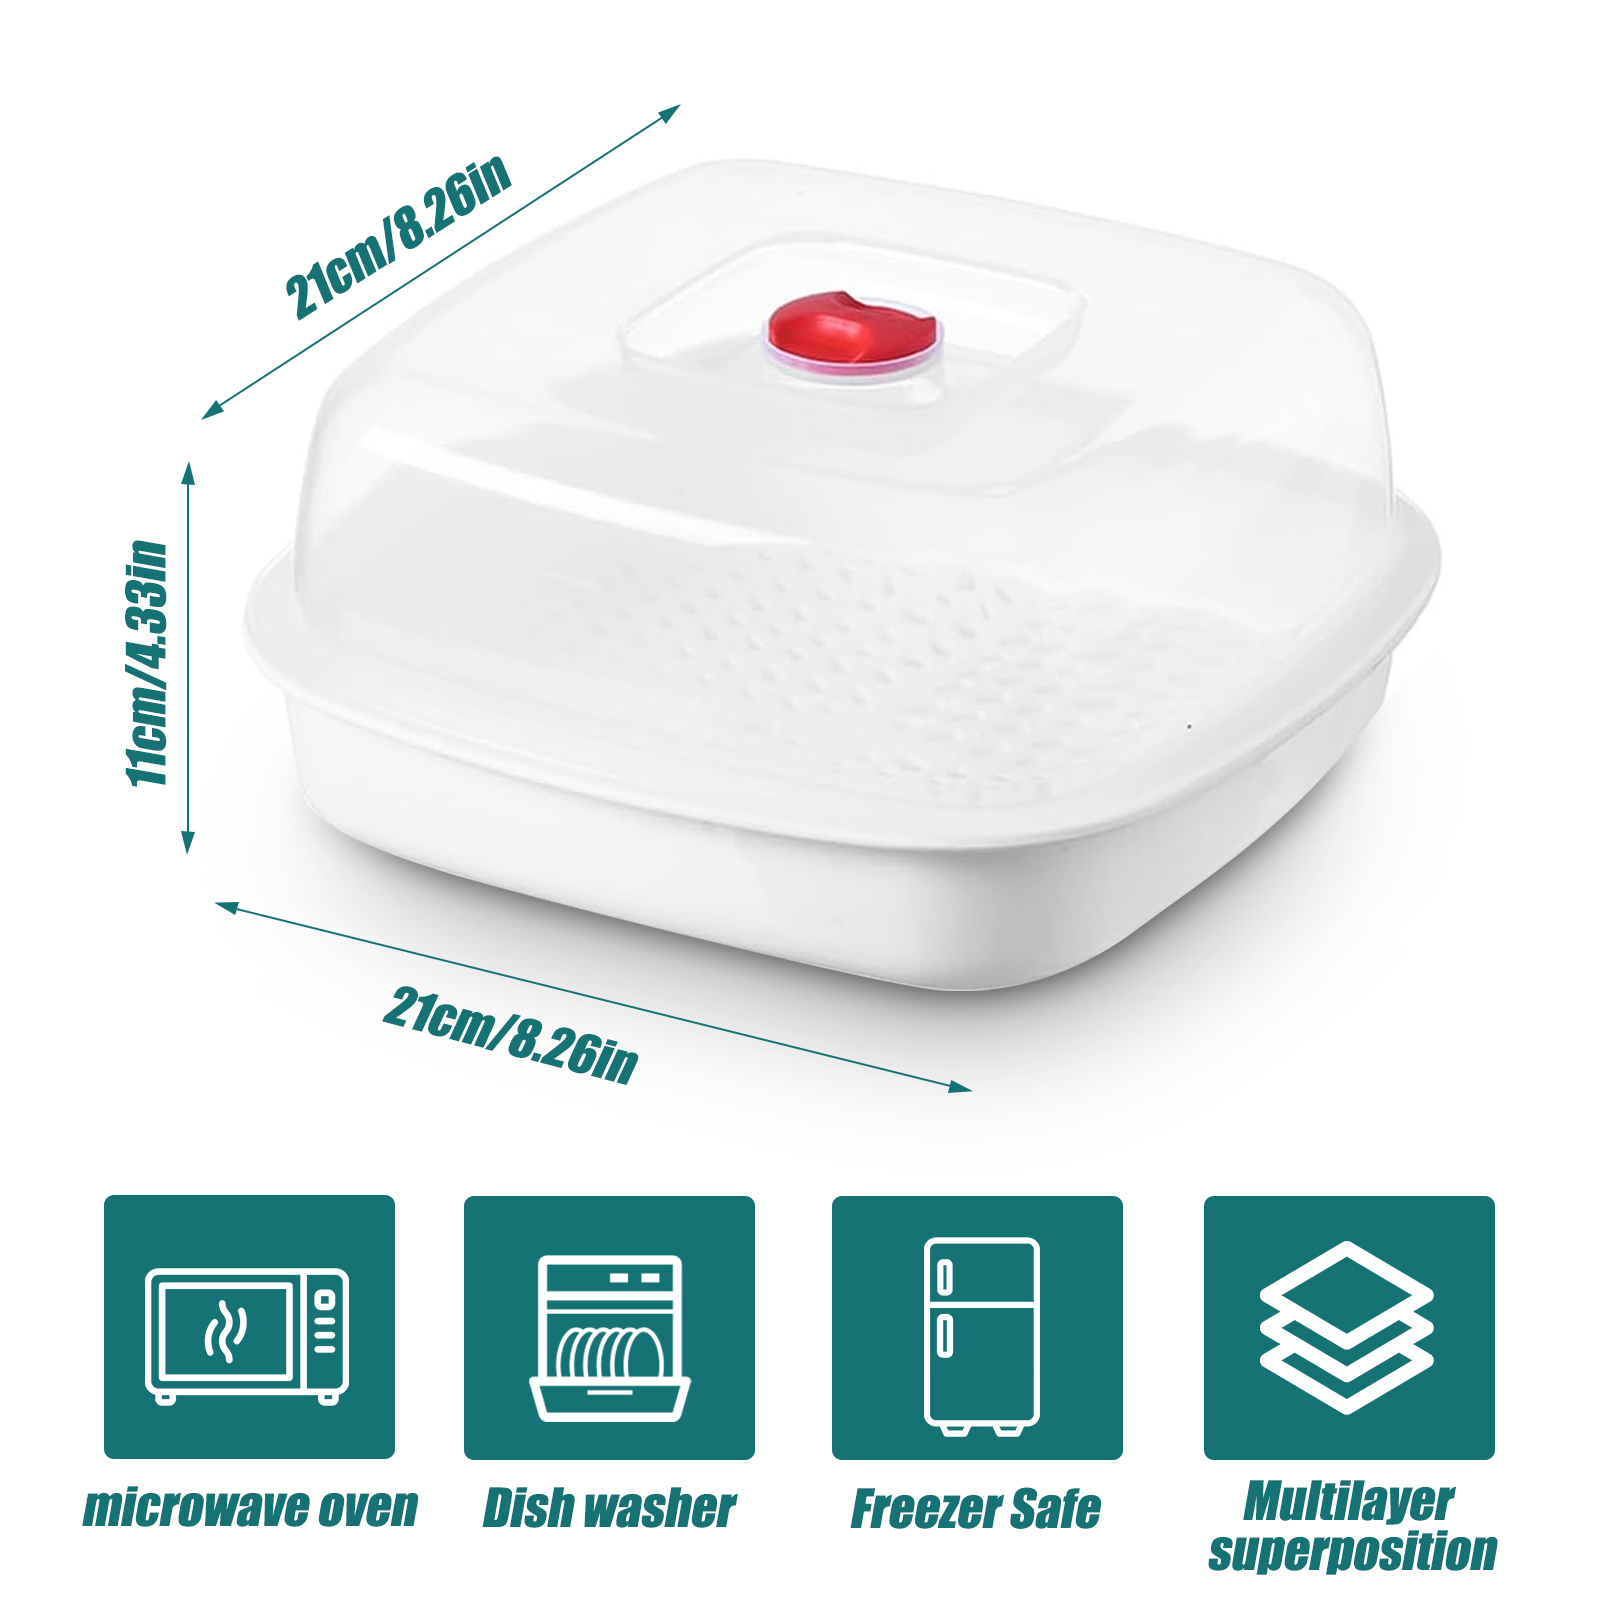 21cm/8.26in
11cm/4.33in
21cm/8.26in
microwave oven
Dish washer
Freezer Safe
Multilayer
superposition